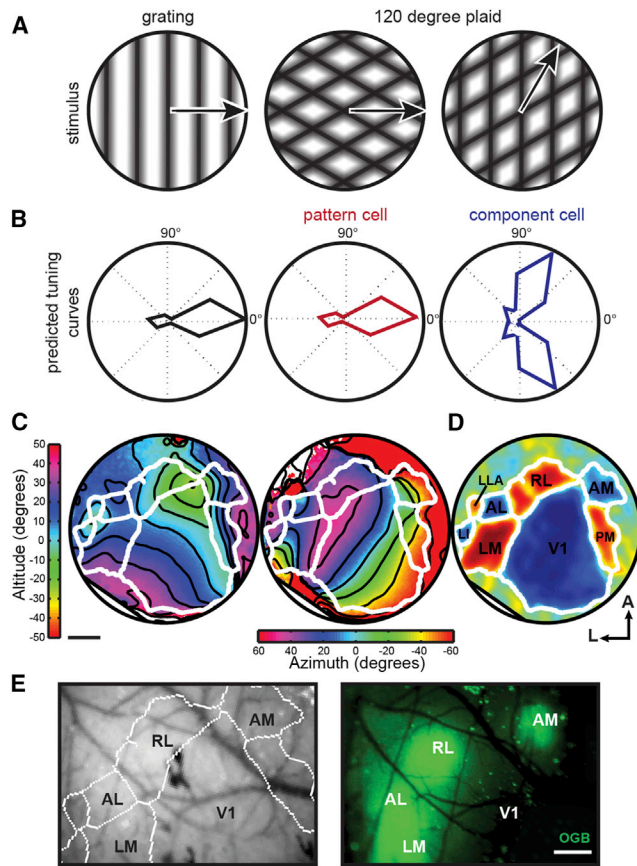 A
grating
120 degree plaid
stimulus
B
pattern cell
component cell
predicted tuning
curves
90°
90°
90°
0°
0°
0°
C
D
Altitude (degrees)
50
40
30
20
10
0
-10
-20
-30
-40
-50
60 40 20 0 -20 -40 -60
Azimuth (degrees)
LLA
RL
AM
AL
LI
LM
V1
PM
A
L
E
AM
RL
AL
V1
LM
AM
RL
AL
V1
LM
OGB